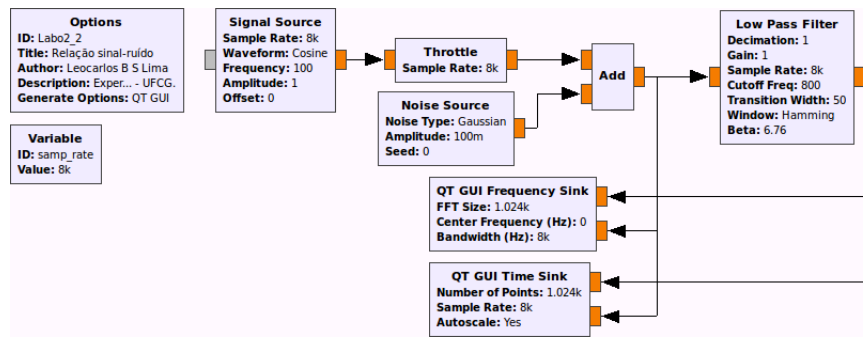 Options
ID: Labo2_2
Title: Relação sinal-ruído
Author: Leocarlos B S Lima
Description: Exper... - UFCG.
Generate Options: QT GUI
Variable
ID: samp_rate
Value: 8k
Signal Source
Sample Rate: 8k
Waveform: Cosine
Frequency: 100
Amplitude: 1
Offset: 0
Throttle
Sample Rate: 8k
Noise Source
Noise Type: Gaussian
Amplitude: 100m
Seed: 0
Add
Low Pass Filter
Decimation: 1
Gain: 1
Sample Rate: 8k
Cutoff Freq: 800
Transition Width: 50
Window: Hamming
Beta: 6.76
QT GUI Frequency Sink
FFT Size: 1.024k
Center Frequency (Hz): 0
Bandwidth (Hz): 8k
QT GUI Time Sink
Number of Points: 1.024k
Sample Rate: 8k
Autoscale: Yes